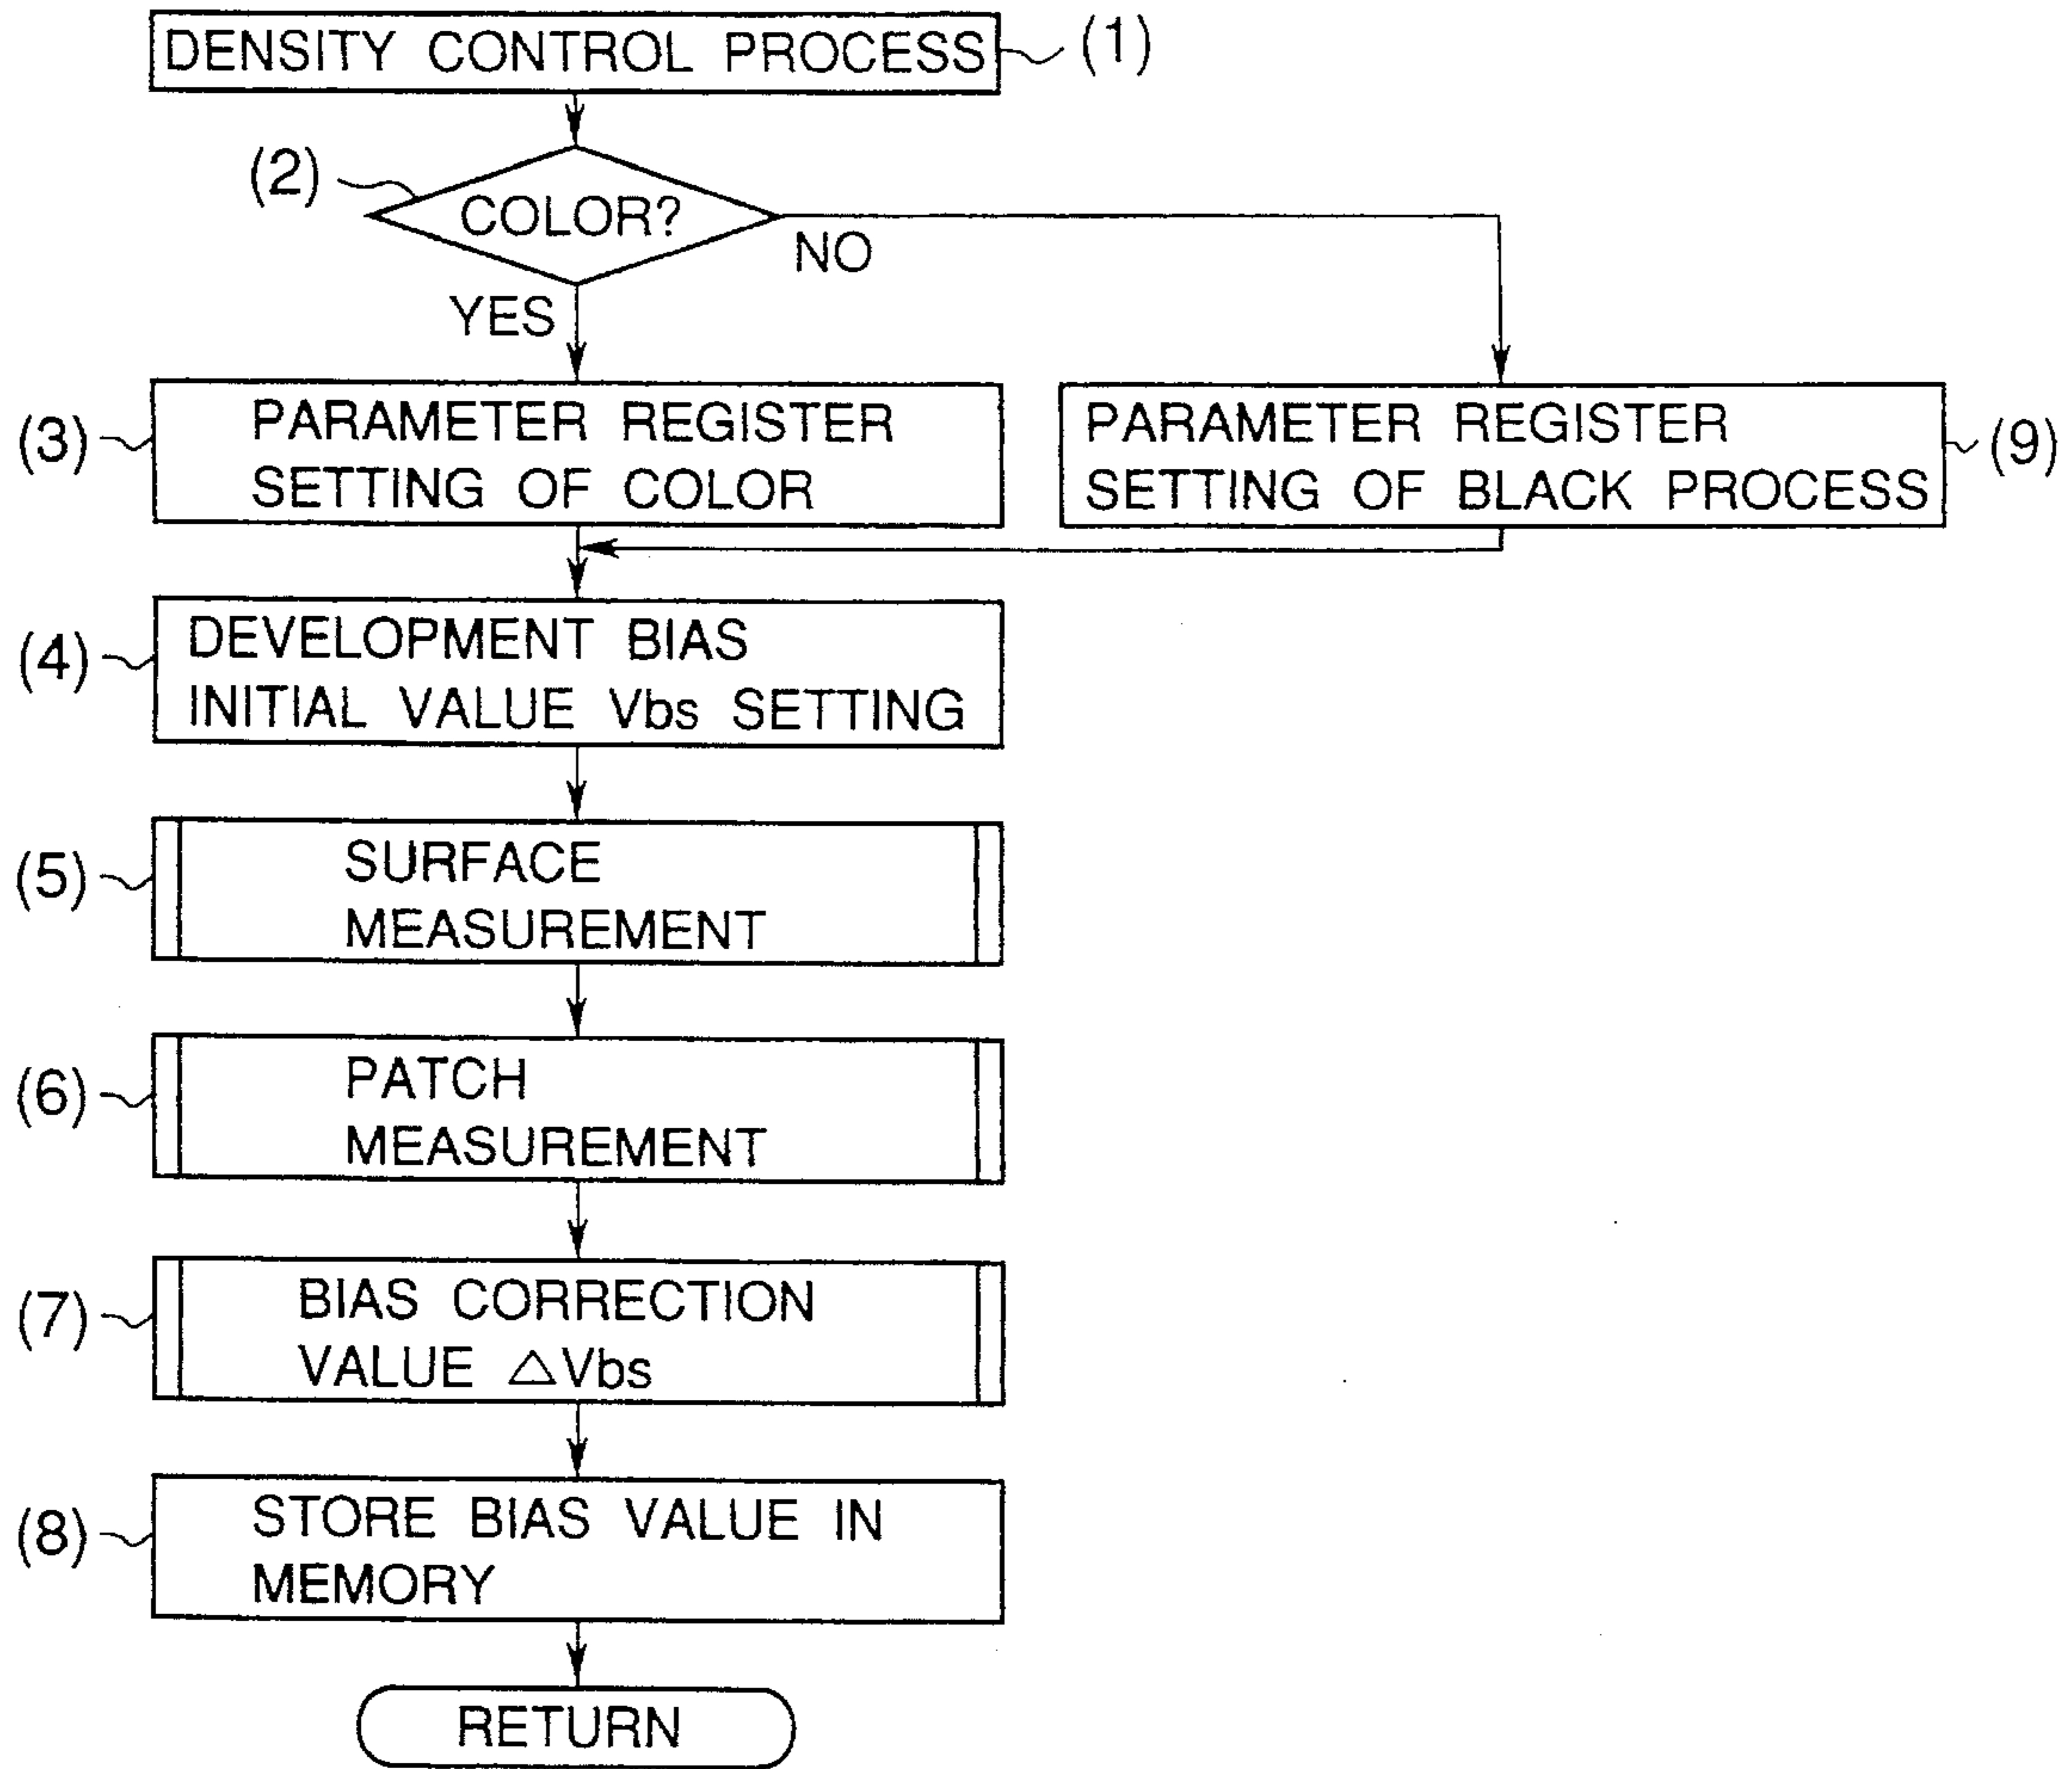 DENSITY CONTROL PROCESS
(1)
(2)
COLOR?
NO
YES
(3)
PARAMETER REGISTER
SETTING OF COLOR
PARAMETER REGISTER
SETTING OF BLACK PROCESS
(9)
(4)
DEVELOPMENT BIAS
INITIAL VALUE Vbs SETTING
(5)
SURFACE
MEASUREMENT
(6)
PATCH
MEASUREMENT
(7)
BIAS CORRECTION
VALUE △Vbs
(8)
STORE BIAS VALUE IN
MEMORY
RETURN